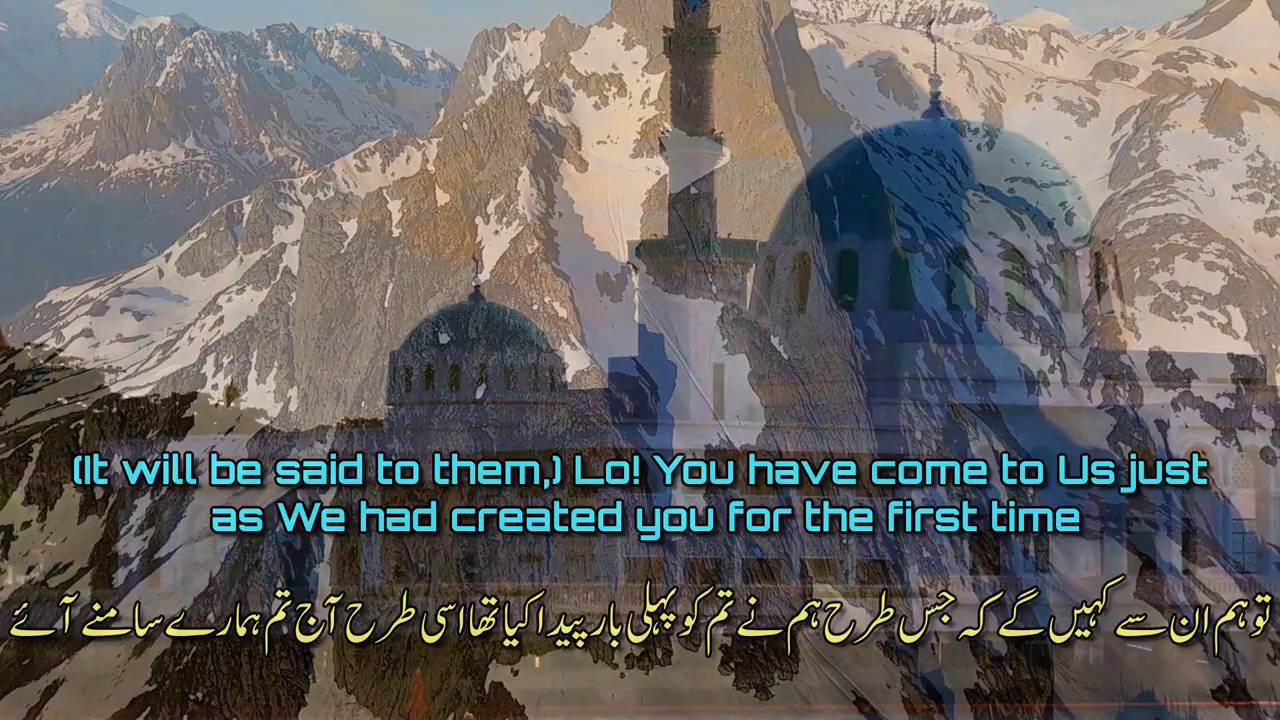 (It will be said to them,) Lo! You have come to Us just
as We had created you for the first time
تو ہم ان سے کہیں گے کہ جس طرح ہم نے تم کو پہلی بار پیدا کیا تھا اسی طرح آج تم ہمارے سامنے آئے